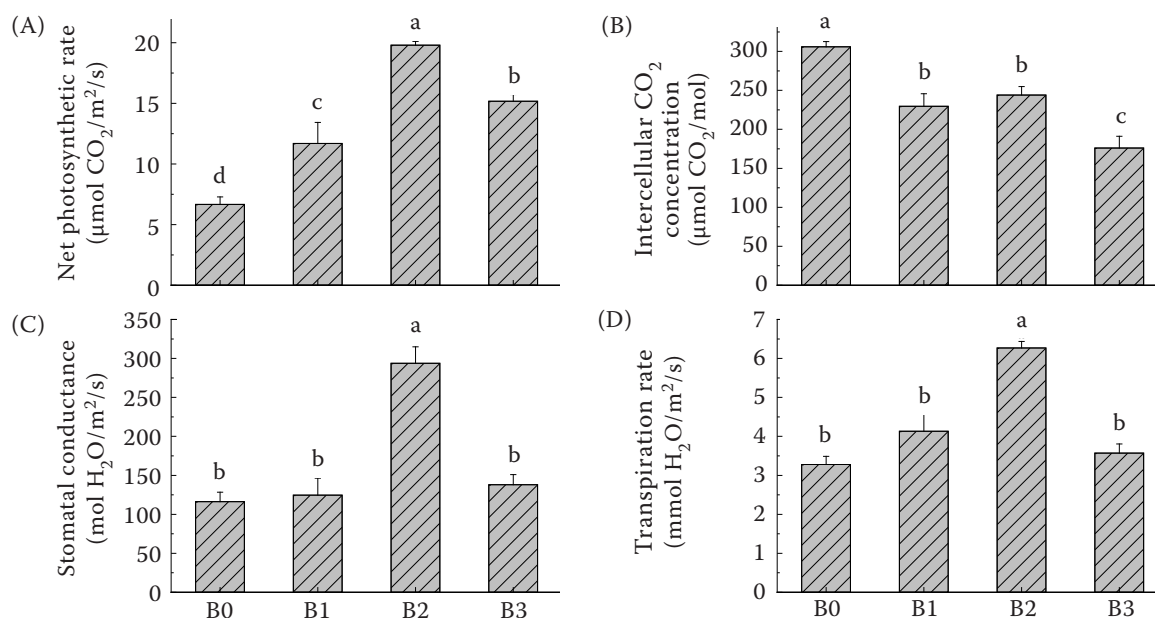 (A)
Net photosynthetic rate
(μmol CO2/m2/s)
20
15
10
5
0
d
c
a
b
(B)
Intercellular CO2
concentration
(μmol CO2/mol)
300
250
200
150
100
50
0
a
b
b
c
(C)
Stomatal conductance
(mol H2O/m2/s)
350
300
250
200
150
100
50
0
b
b
a
b
B0 B1 B2 B3
(D)
Transpiration rate
(mmol H2O/m2/s)
7
6
5
4
3
2
1
0
b
b
a
b
B0 B1 B2 B3